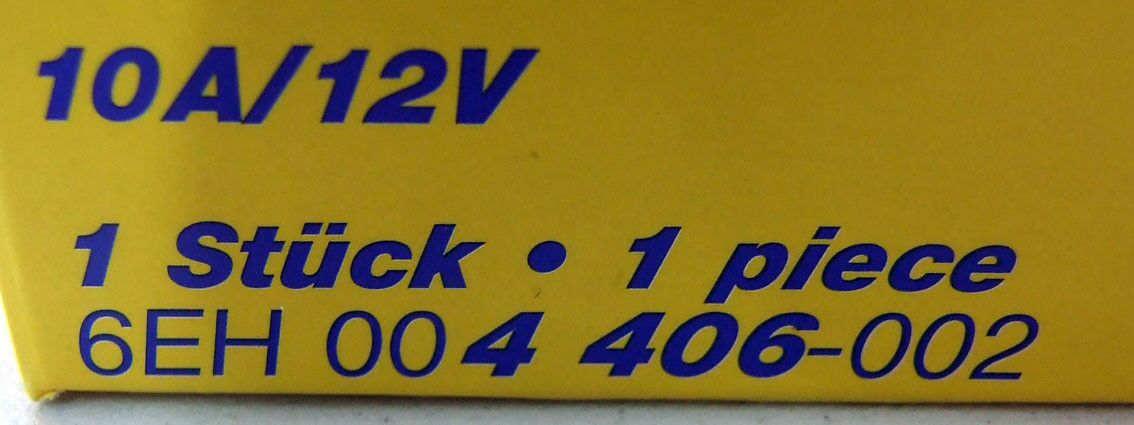 10A/12V
1 Stück • 1 piece
6EH 004 406-002